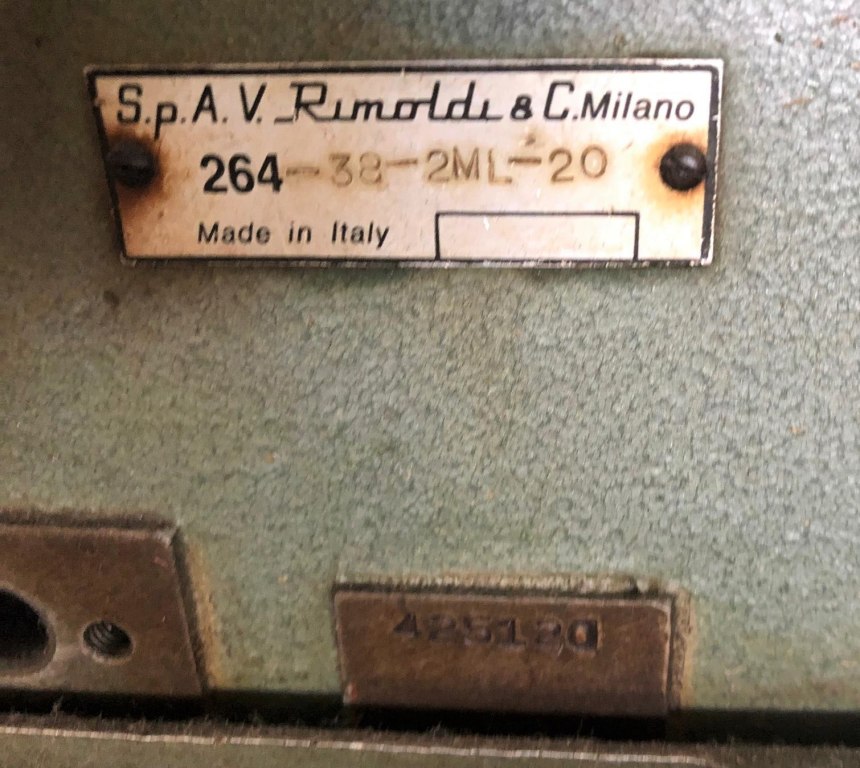 S.p.A. V. Rimoldi & C. Milano
264-38-2ML-20
Made in Italy
425120